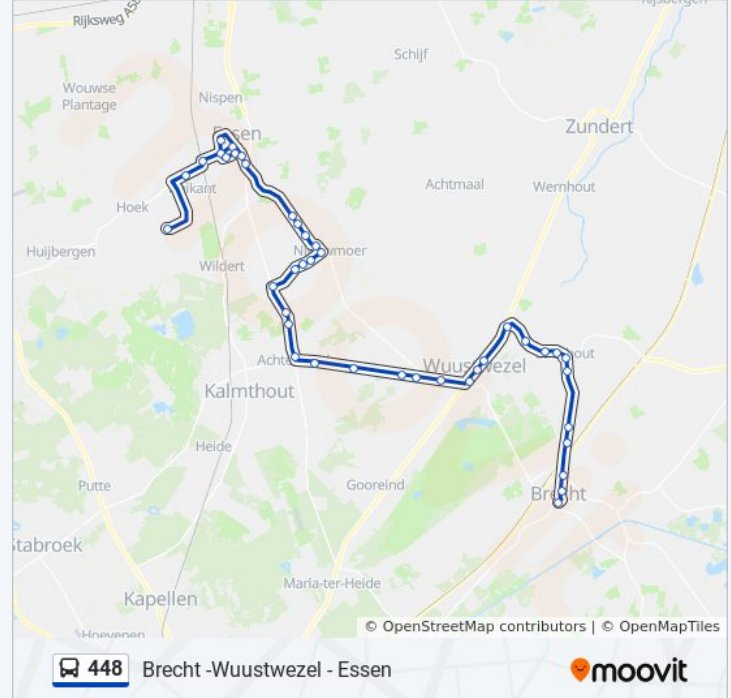 Rijksweg A58
Rijsbergen
Schijf
Wouwse
Plantage
Nispen
Zundert
Essen
Achtmaal
Wernhout
Hoek
Huijbergen
Wildert
Wuustwezel
Kalmthout
Heide
Putte
Gooreind
Brecht
Stabroek
Maria-ter-Heide
Kapellen
Hoevenen
© OpenStreetMap contributors | © OpenMapTiles
448 Brecht -Wuustwezel - Essen
moovit